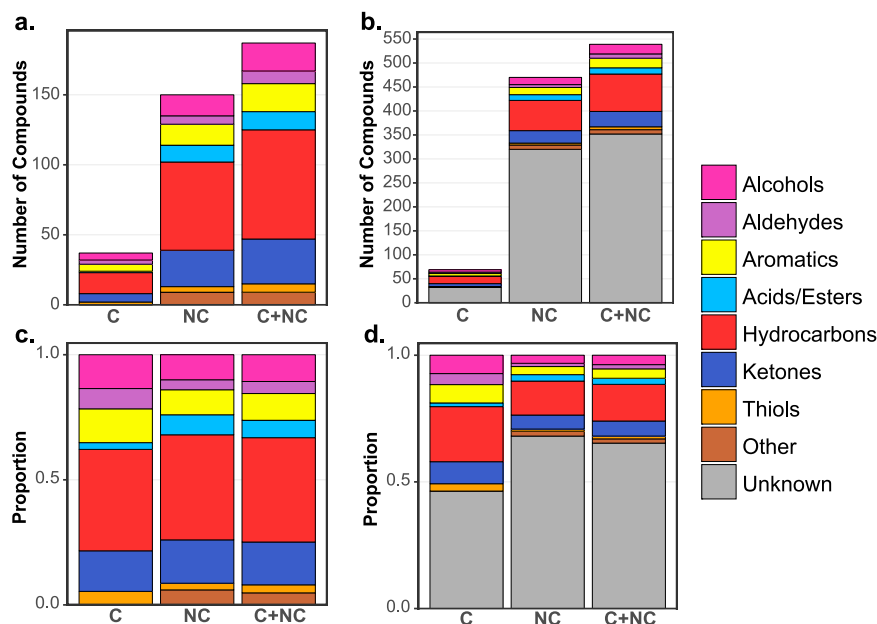 a.
Number of Compounds
150
100
50
0
C NC C+NC
b.
Number of Compounds
550
500
450
400
350
300
250
200
150
100
50
0
C NC C+NC
c.
Proportion
1.0
0.5
0.0
C NC C+NC
d.
Proportion
1.0
0.5
0.0
C NC C+NC
Alcohols
Aldehydes
Aromatics
Acids/Esters
Hydrocarbons
Ketones
Thiols
Other
Unknown